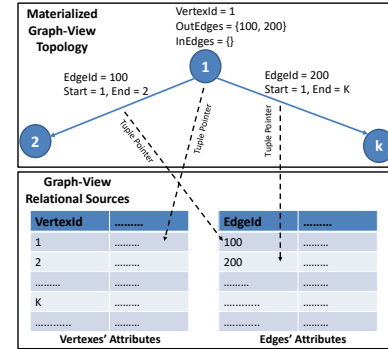 Materialized
Graph-View
Topology
VertexId = 1
OutEdges = {100, 200}
InEdges = {}
1
EdgeId = 100
Start = 1, End = 2
EdgeId = 200
Start = 1, End = K
2
k
Tuple Pointer
Tuple Pointer
Tuple Pointer
Graph-View
Relational Sources
VertexId ………
1 ………
2 ………
……… ………
K ………
………… ………
Vertexes' Attributes
EdgeId ………
100 ………
200 ………
……… ………
………… ………
………… ………
Edges' Attributes